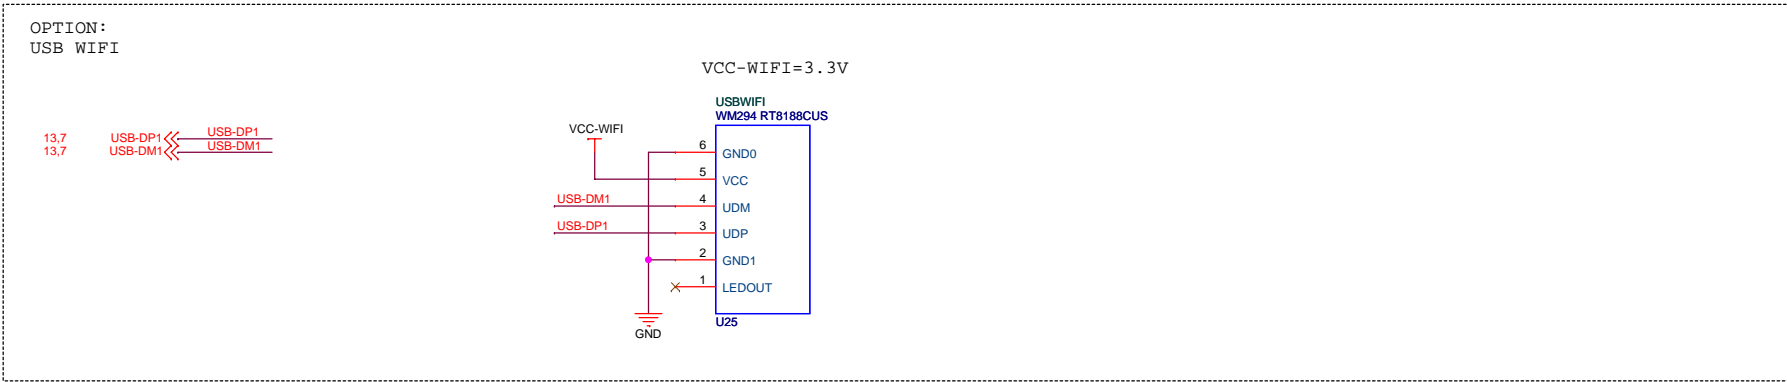 OPTION:
USB WIFI
VCC-WIFI=3.3V
USBWIFI
WM294 RT8188CUS
13,7 USB-DP1 USB-DP1
13,7 USB-DM1 USB-DM1
VCC-WIFI
6 GND0
5 VCC
USB-DM1 4 UDM
USB-DP1 3 UDP
2 GND1
1 LEDOUT
U25
GND